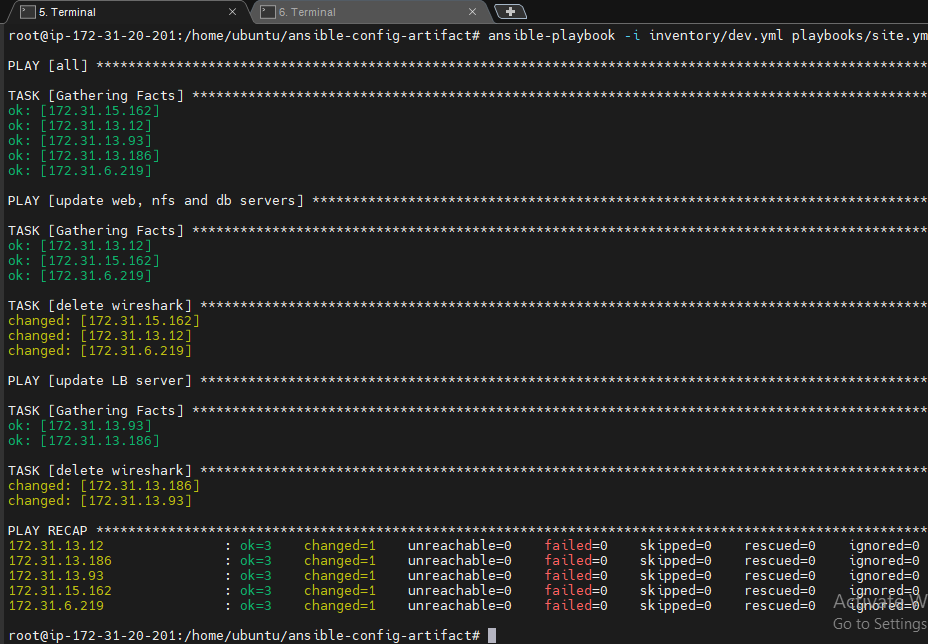 5. Terminal
6. Terminal
root@ip-172-31-20-201:/home/ubuntu/ansible-config-artifact# ansible-playbook -i inventory/dev.yml playbooks/site.ym
PLAY [all] ****************************************************************************************************
TASK [Gathering Facts] ********************************************************************************************
ok: [172.31.15.162]
ok: [172.31.13.12]
ok: [172.31.13.93]
ok: [172.31.13.186]
ok: [172.31.6.219]
PLAY [update web, nfs and db servers] *****************************************************************************
TASK [Gathering Facts] ********************************************************************************************
ok: [172.31.13.12]
ok: [172.31.15.162]
ok: [172.31.6.219]
TASK [delete wireshark] *******************************************************************************************
changed: [172.31.15.162]
changed: [172.31.13.12]
changed: [172.31.6.219]
PLAY [update LB server] *******************************************************************************************
TASK [Gathering Facts] ********************************************************************************************
ok: [172.31.13.93]
ok: [172.31.13.186]
TASK [delete wireshark] *******************************************************************************************
changed: [172.31.13.186]
changed: [172.31.13.93]
PLAY RECAP ********************************************************************************************************
172.31.13.12 : ok=3 changed=1 unreachable=0 failed=0 skipped=0 rescued=0 ignored=0
172.31.13.186 : ok=3 changed=1 unreachable=0 failed=0 skipped=0 rescued=0 ignored=0
172.31.13.93 : ok=3 changed=1 unreachable=0 failed=0 skipped=0 rescued=0 ignored=0
172.31.15.162 : ok=3 changed=1 unreachable=0 failed=0 skipped=0 rescued=0 ignored=0
172.31.6.219 : ok=3 changed=1 unreachable=0 failed=0 skipped=0 rescued=0 ignored=0
Activate W
Go to Settings
root@ip-172-31-20-201:/home/ubuntu/ansible-config-artifact#